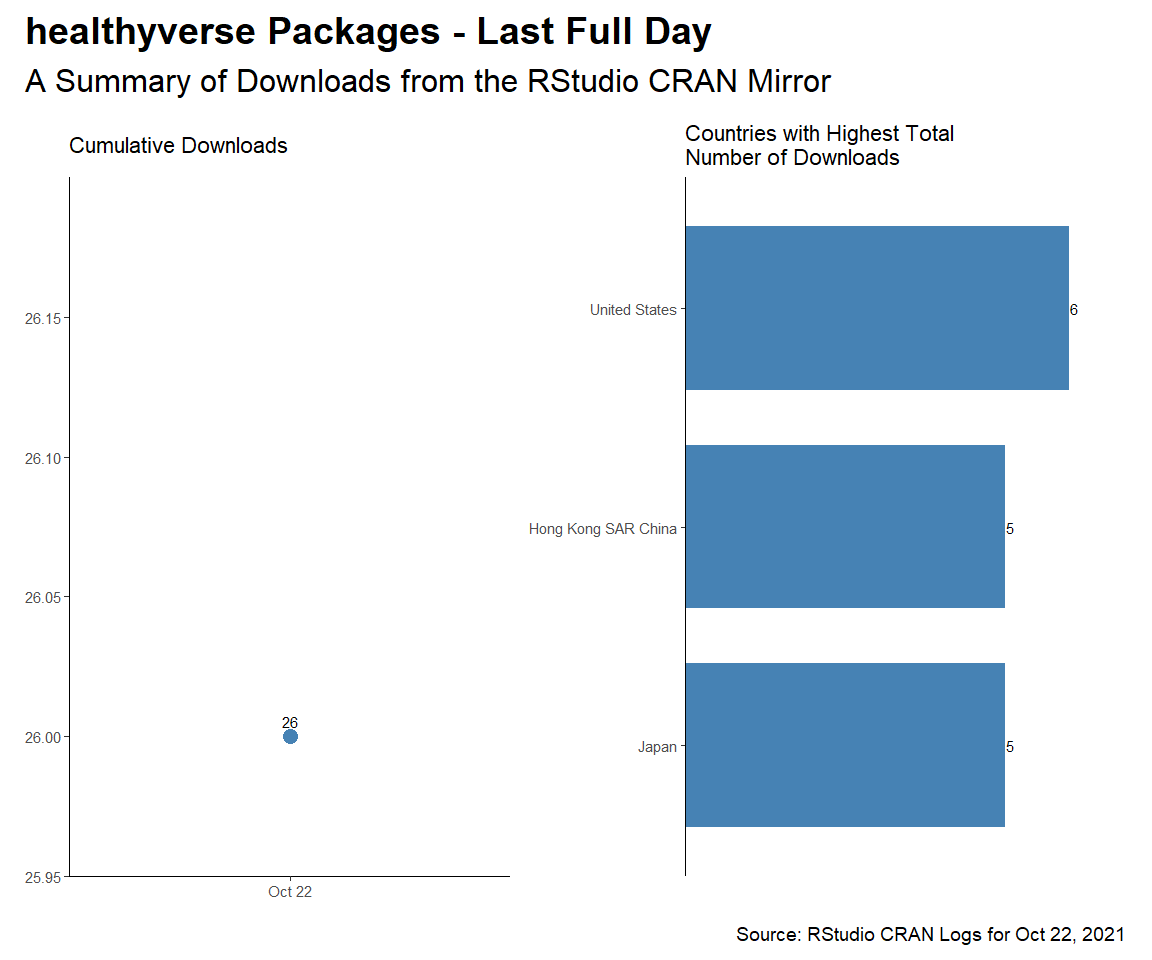 healthyverse Packages - Last Full Day
A Summary of Downloads from the RStudio CRAN Mirror
Cumulative Downloads
26.15
26.10
26.05
26.00
25.95
26
Oct 22
Countries with Highest Total
Number of Downloads
United States
6
Hong Kong SAR China
5
Japan
5
Source: RStudio CRAN Logs for Oct 22, 2021